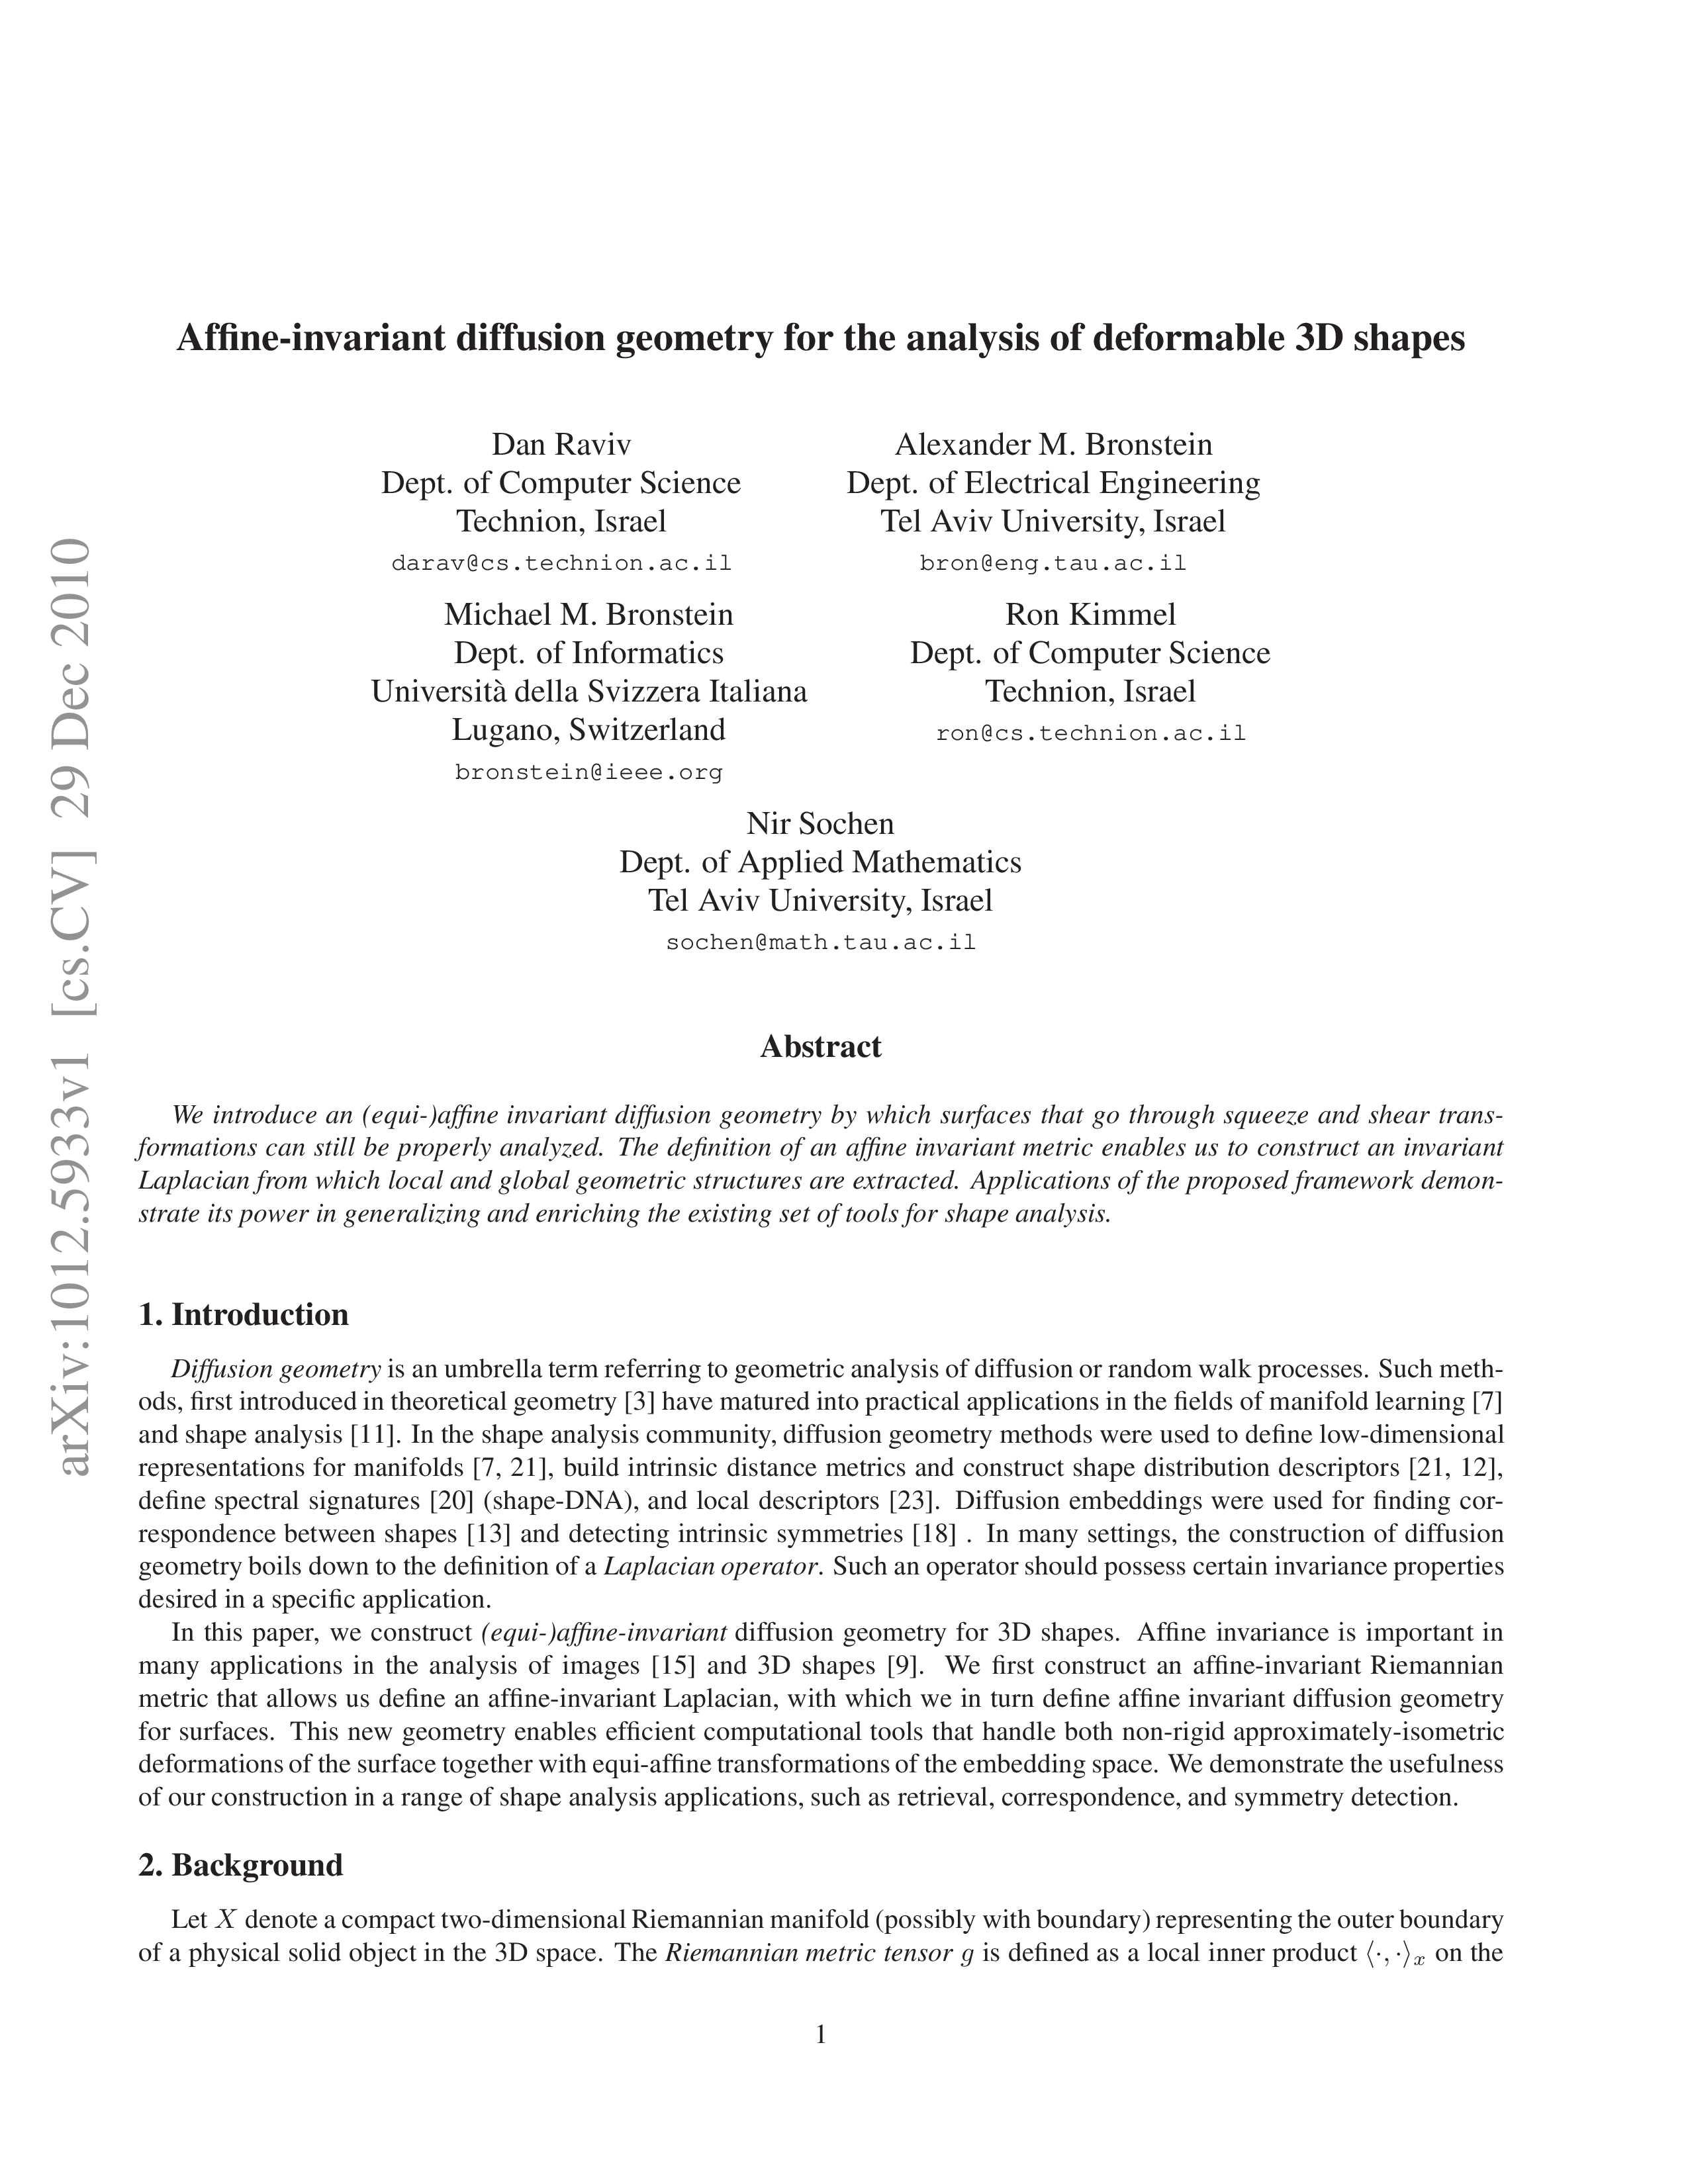 arXiv:1012.5933v1 [cs.CV] 29 Dec 2010
Affine-invariant diffusion geometry for the analysis of deformable 3D shapes
Dan Raviv
Dept. of Computer Science
Technion, Israel
darav@cs.technion.ac.il
Alexander M. Bronstein
Dept. of Electrical Engineering
Tel Aviv University, Israel
bron@eng.tau.ac.il
Michael M. Bronstein
Dept. of Informatics
Università della Svizzera Italiana
Lugano, Switzerland
bronstein@ieee.org
Ron Kimmel
Dept. of Computer Science
Technion, Israel
ron@cs.technion.ac.il
Nir Sochen
Dept. of Applied Mathematics
Tel Aviv University, Israel
sochen@math.tau.ac.il
Abstract
We introduce an (equi-)affine invariant diffusion geometry by which surfaces that go through squeeze and shear trans-
formations can still be properly analyzed. The definition of an affine invariant metric enables us to construct an invariant
Laplacian from which local and global geometric structures are extracted. Applications of the proposed framework demon-
strate its power in generalizing and enriching the existing set of tools for shape analysis.
1. Introduction
Diffusion geometry is an umbrella term referring to geometric analysis of diffusion or random walk processes. Such meth-
ods, first introduced in theoretical geometry [3] have matured into practical applications in the fields of manifold learning [7]
and shape analysis [11]. In the shape analysis community, diffusion geometry methods were used to define low-dimensional
representations for manifolds [7, 21], build intrinsic distance metrics and construct shape distribution descriptors [21, 12],
define spectral signatures [20] (shape-DNA), and local descriptors [23]. Diffusion embeddings were used for finding cor-
respondence between shapes [13] and detecting intrinsic symmetries [18] . In many settings, the construction of diffusion
geometry boils down to the definition of a Laplacian operator. Such an operator should possess certain invariance properties
desired in a specific application.
In this paper, we construct (equi-)affine-invariant diffusion geometry for 3D shapes. Affine invariance is important in
many applications in the analysis of images [15] and 3D shapes [9]. We first construct an affine-invariant Riemannian
metric that allows us define an affine-invariant Laplacian, with which we in turn define affine invariant diffusion geometry
for surfaces. This new geometry enables efficient computational tools that handle both non-rigid approximately-isometric
deformations of the surface together with equi-affine transformations of the embedding space. We demonstrate the usefulness
of our construction in a range of shape analysis applications, such as retrieval, correspondence, and symmetry detection.
2. Background
Let X denote a compact two-dimensional Riemannian manifold (possibly with boundary) representing the outer boundary
of a physical solid object in the 3D space. The Riemannian metric tensor g is defined as a local inner product ⟨·, ·⟩x on the
1